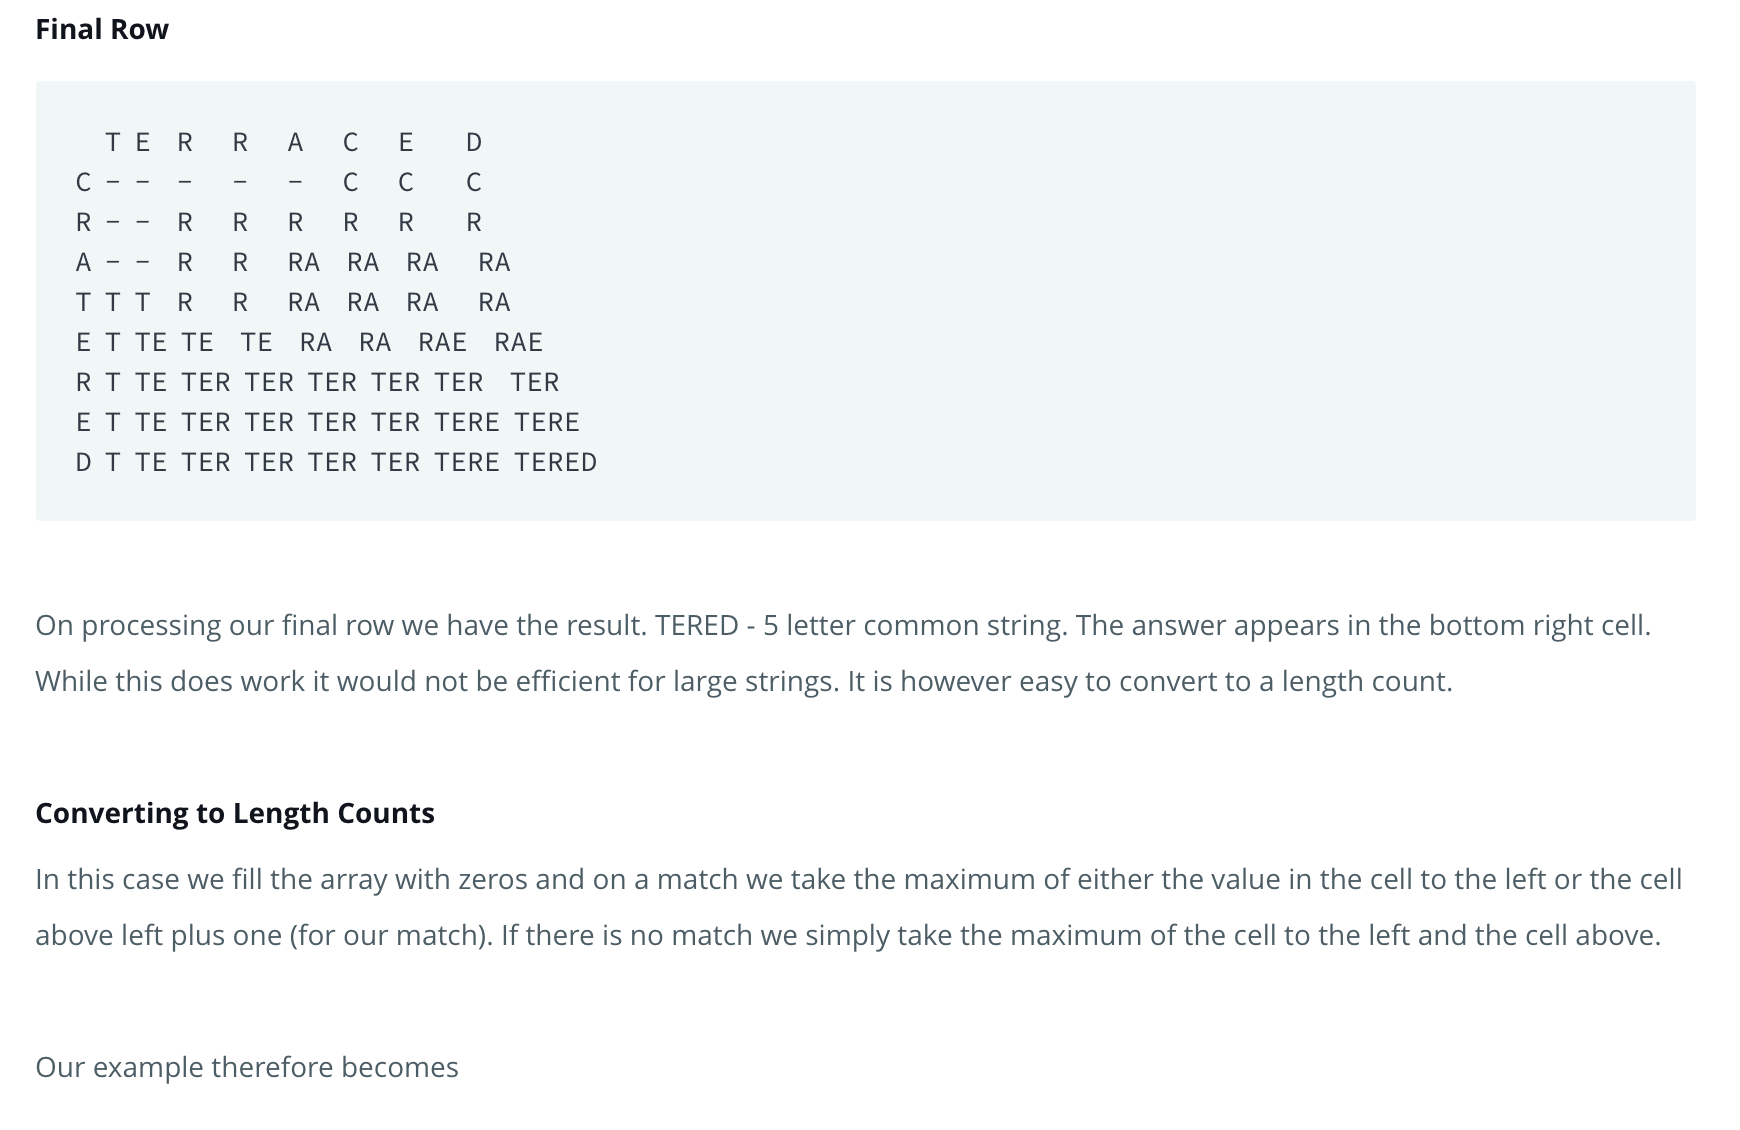 Final Row
  T E  R   R   A   C   E    D
C - -  -   -   -   C   C    C
R - -  R   R   R   R   R    R
A - -  R   R   RA  RA  RA   RA
T T T  R   R   RA  RA  RA   RA
E T TE TE  TE  RA  RA  RAE  RAE
R T TE TER TER TER TER TER  TER
E T TE TER TER TER TER TERE TERE
D T TE TER TER TER TER TERE TERED
On processing our final row we have the result. TERED - 5 letter common string. The answer appears in the bottom right cell.
While this does work it would not be efficient for large strings. It is however easy to convert to a length count.
Converting to Length Counts
In this case we fill the array with zeros and on a match we take the maximum of either the value in the cell to the left or the cell
above left plus one (for our match). If there is no match we simply take the maximum of the cell to the left and the cell above.
Our example therefore becomes